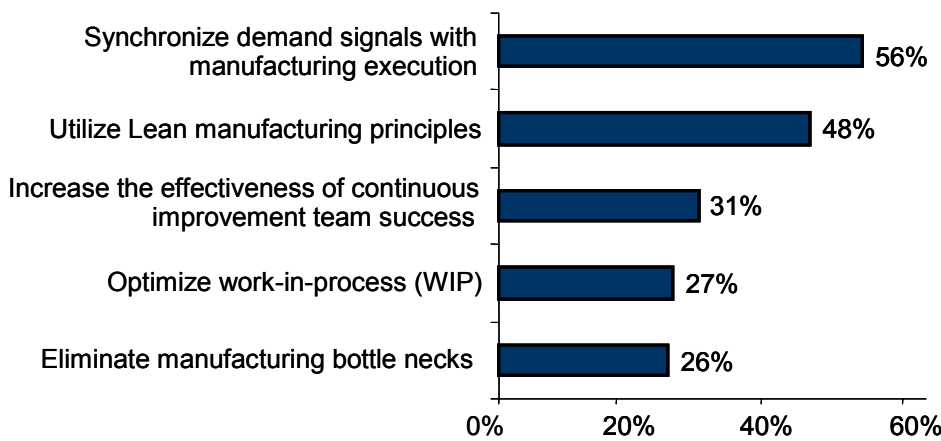 Synchronize demand signals with
manufacturing execution
56%
Utilize Lean manufacturing principles
48%
Increase the effectiveness of continuous
improvement team success
31%
Optimize work-in-process (WIP)
27%
Eliminate manufacturing bottle necks
26%
0% 20% 40% 60%